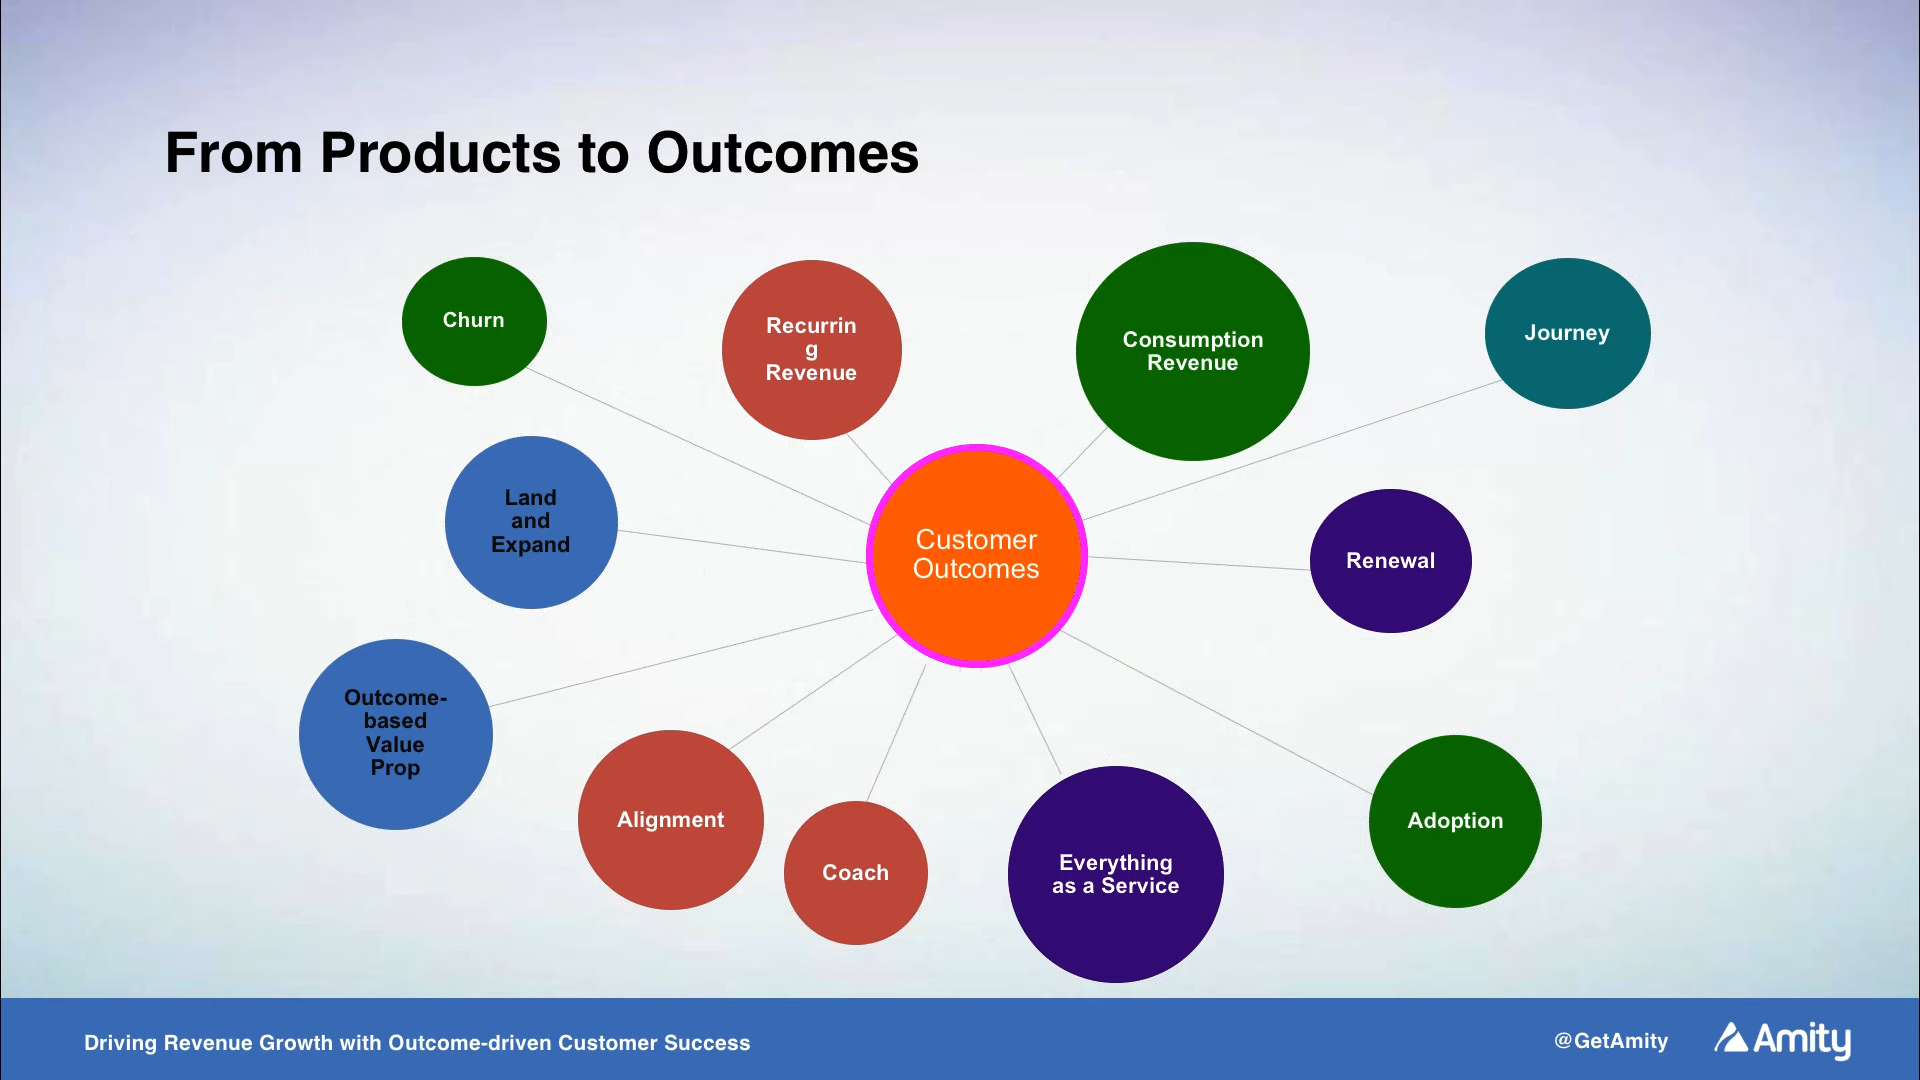 From Products to Outcomes
Churn
Recurrin
g
Revenue
Consumption
Revenue
Journey
Land
and
Expand
Customer
Outcomes
Renewal
Outcome-
based
Value
Prop
Alignment
Coach
Everything
as a Service
Adoption
Driving Revenue Growth with Outcome-driven Customer Success
@GetAmity
Amity